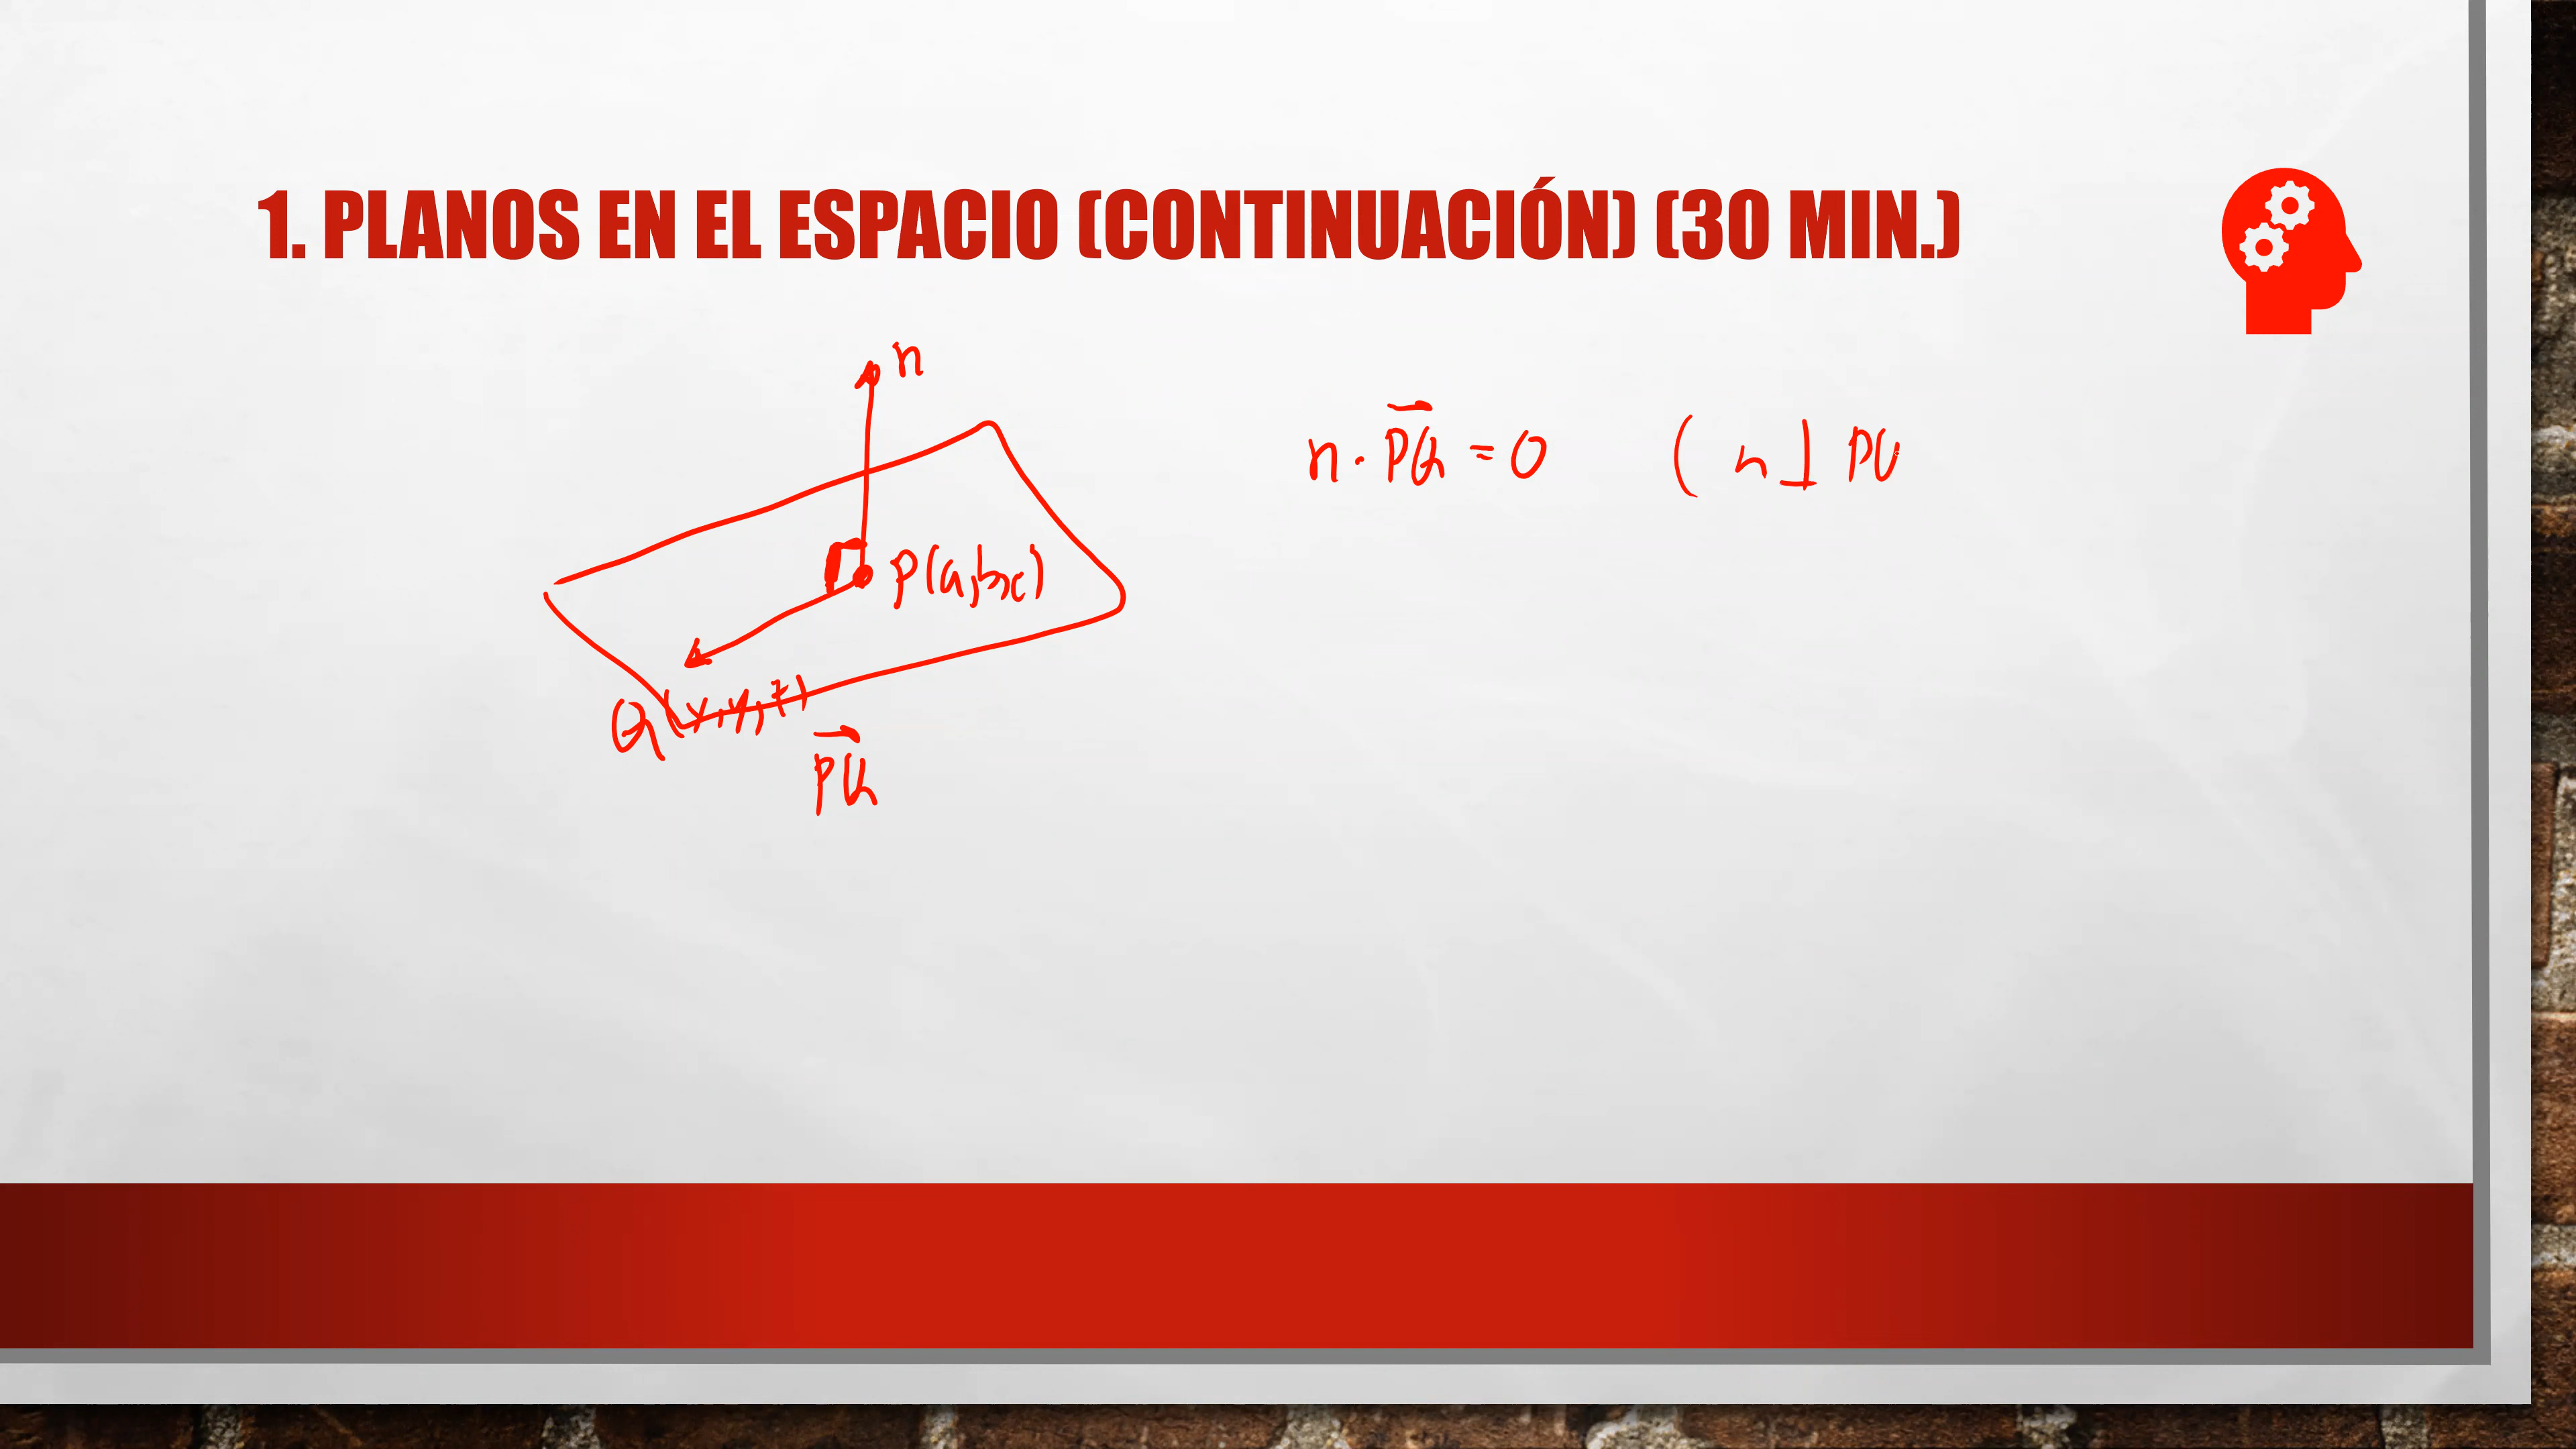 1. PLANOS EN EL ESPACIO (CONTINUACIÓN) (30 MIN.)
n
P(a,b,c)
Q(x,y,z)
PQ
n · PQ = 0 ( n ⊥ PQ